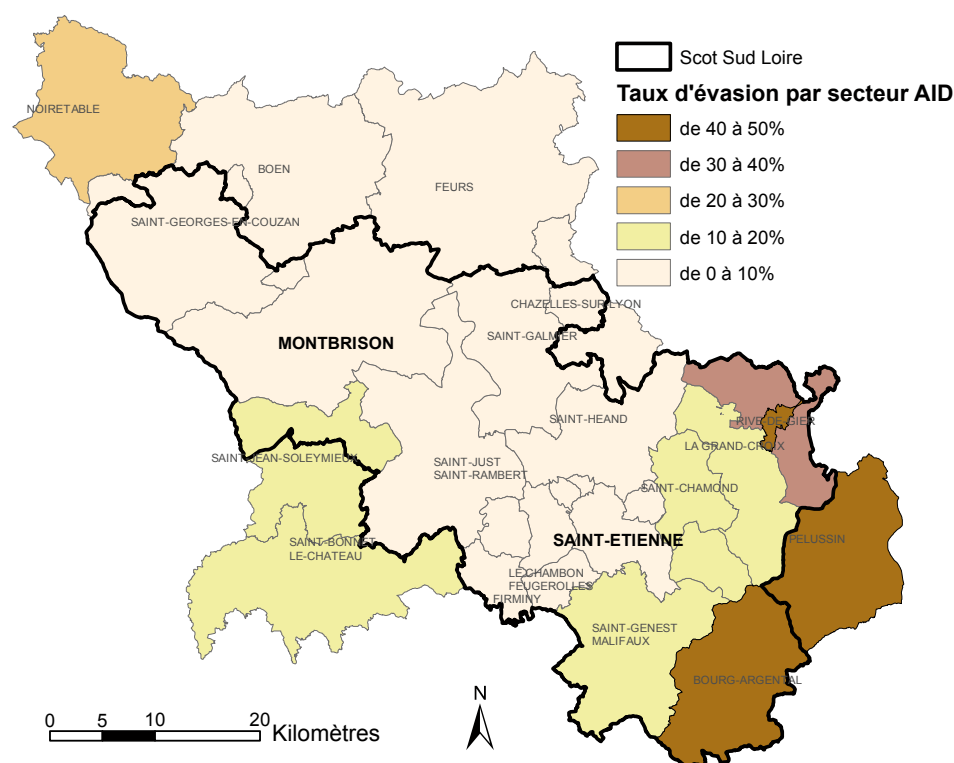 Scot Sud Loire
Taux d'évasion par secteur AID
de 40 à 50%
de 30 à 40%
de 20 à 30%
de 10 à 20%
de 0 à 10%
NOIRETABLE
BOEN
FEURS
SAINT-GEORGES-EN-COUZAN
CHAZELLES-SUR-LYON
SAINT-GALMIER
MONTBRISON
SAINT-HEAND
RIVE-DE-GIER
LA GRAND-CROIX
SAINT-JEAN-SOLEYMIEUX
SAINT-JUST
SAINT-RAMBERT
SAINT-CHAMOND
SAINT-BONNET
LE-CHATEAU
SAINT-ETIENNE
PELUSSIN
LE CHAMBON
FEUGEROLLES
FIRMINY
SAINT-GENEST
MALIFAUX
BOURG-ARGENTAL
N
0 5 10 20
Kilomètres